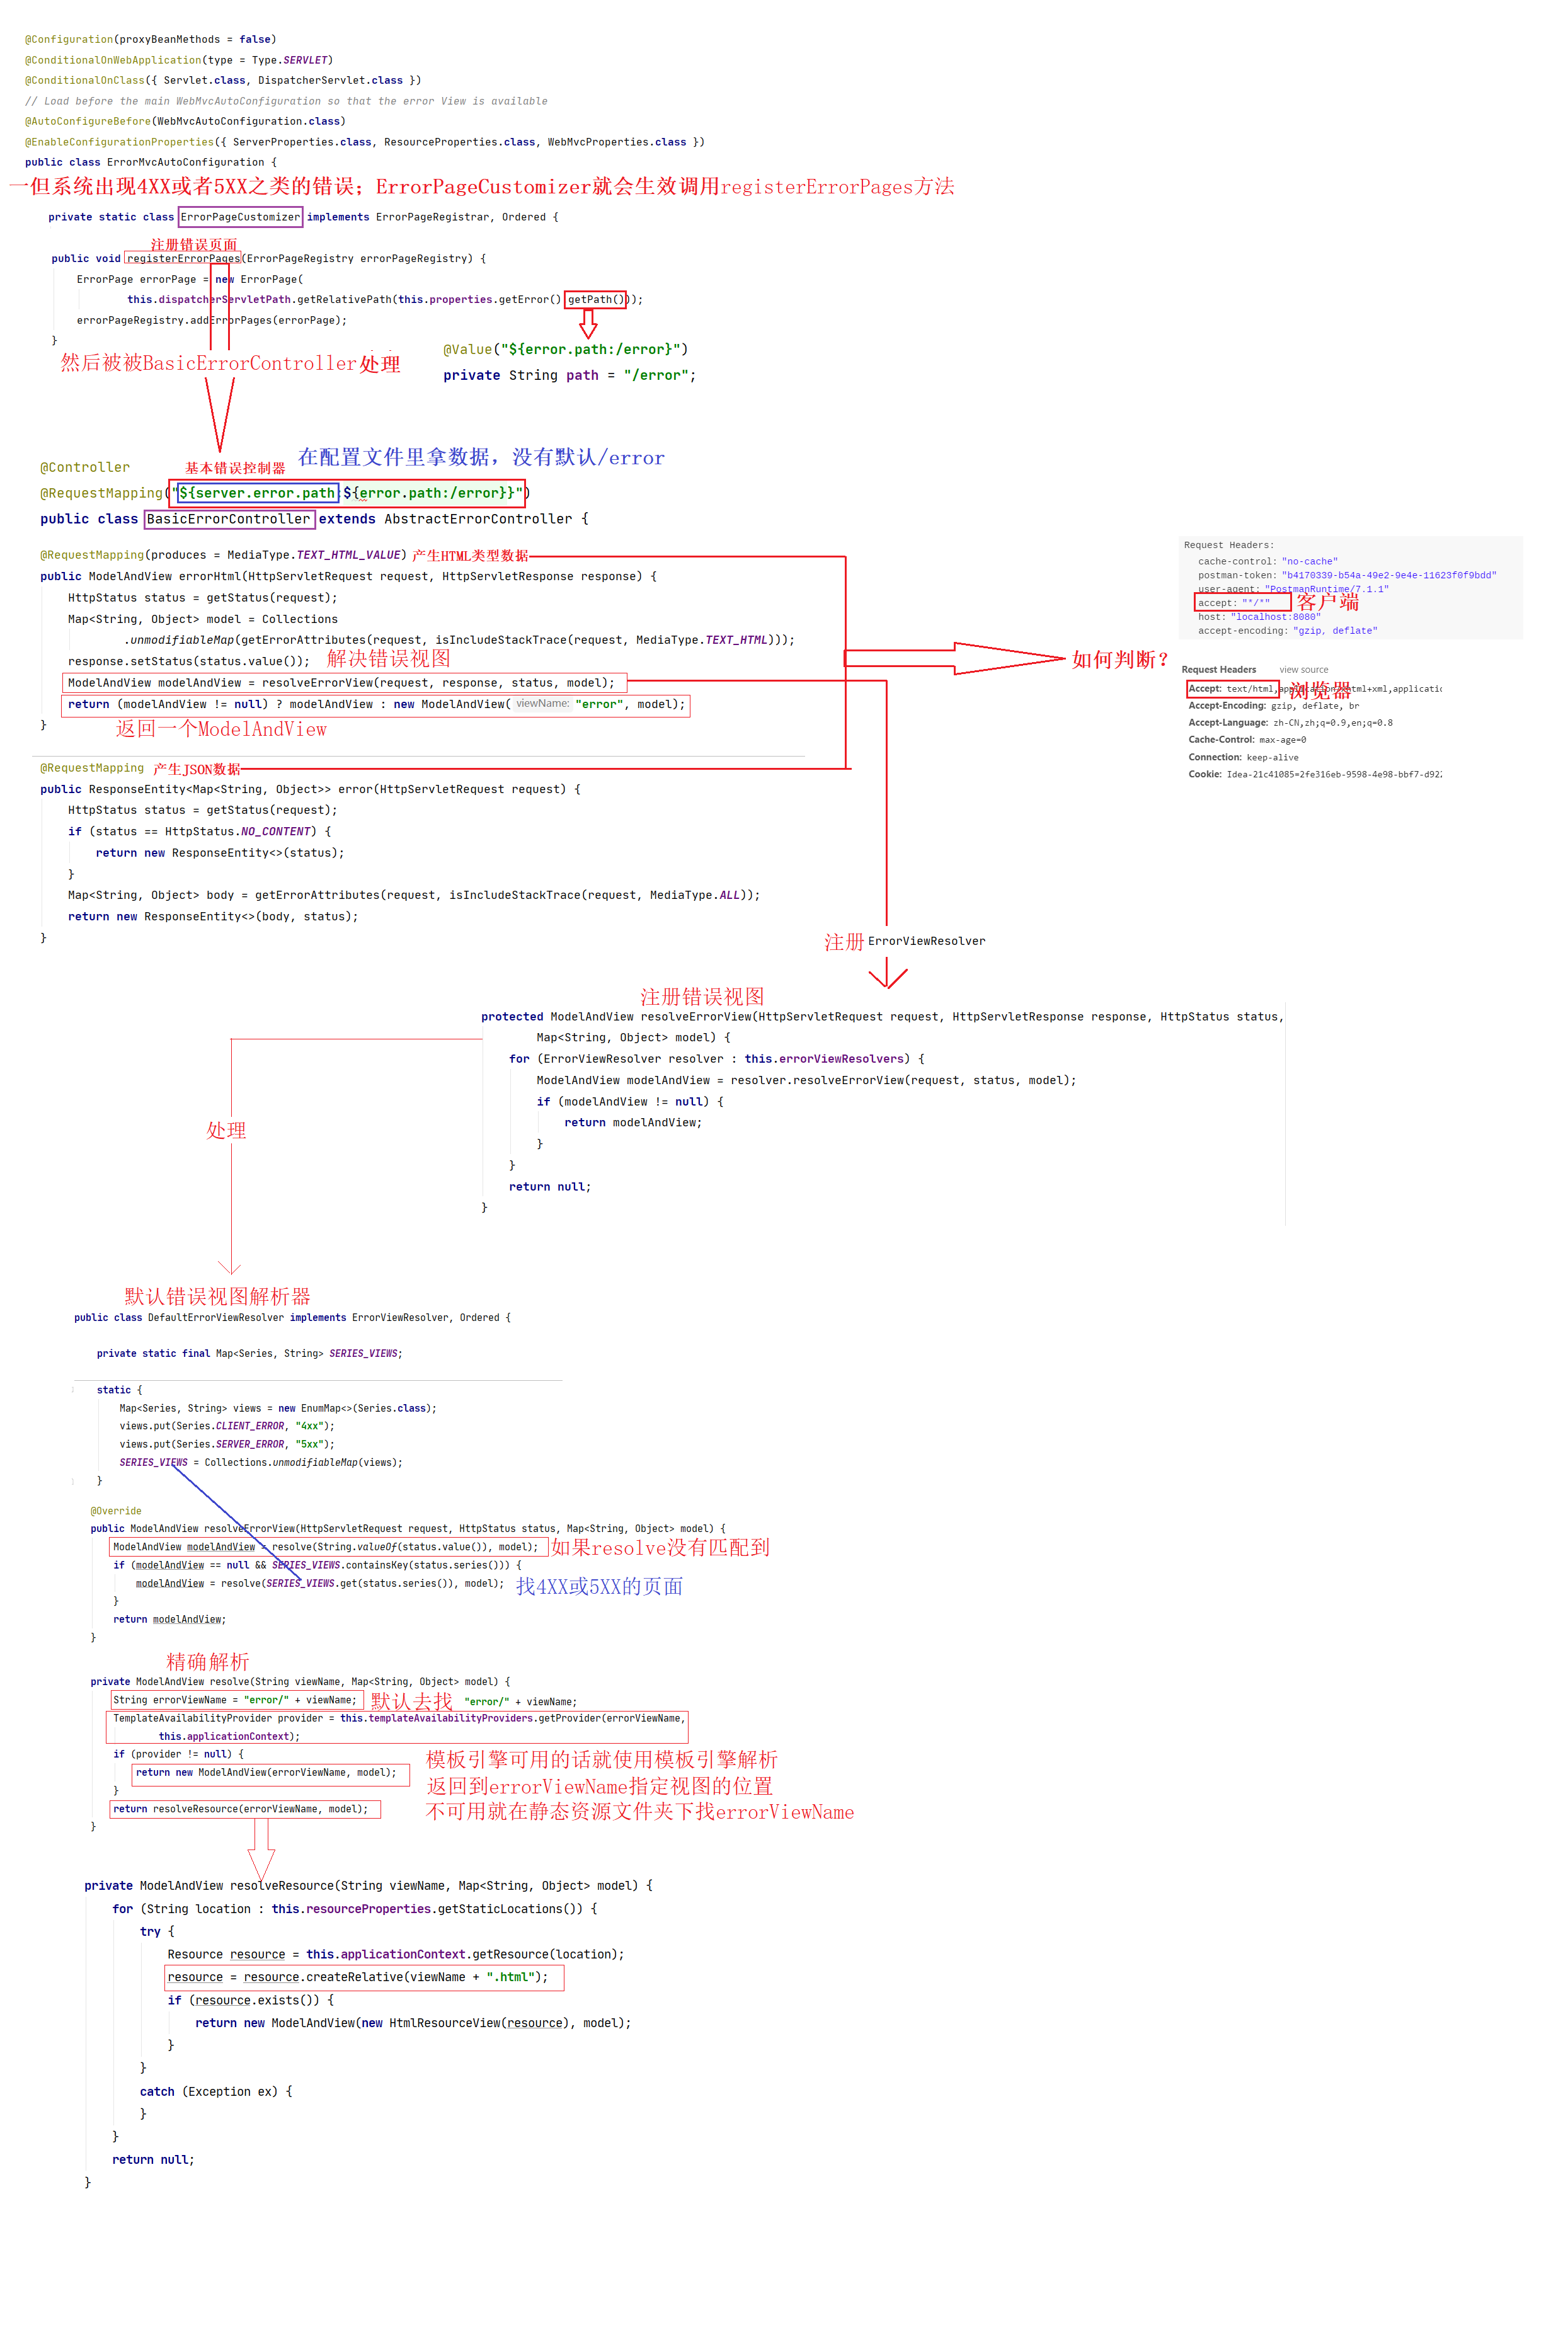 @Configuration(proxyBeanMethods = false)
@ConditionalOnWebApplication(type = Type.SERVLET)
@ConditionalOnClass({ Servlet.class, DispatcherServlet.class })
// Load before the main WebMvcAutoConfiguration so that the error View is available
@AutoConfigureBefore(WebMvcAutoConfiguration.class)
@EnableConfigurationProperties({ ServerProperties.class, ResourceProperties.class, WebMvcProperties.class })
public class ErrorMvcAutoConfiguration {
一但系统出现4XX或者5XX之类的错误；ErrorPageCustomizer就会生效调用registerErrorPages方法
private static class ErrorPageCustomizer implements ErrorPageRegistrar, Ordered {
注册错误页面
public void registerErrorPages(ErrorPageRegistry errorPageRegistry) {
ErrorPage errorPage = new ErrorPage(
this.dispatcherServletPath.getRelativePath(this.properties.getError() getPath()));
errorPageRegistry.addErrorPages(errorPage);
}
然后被被BasicErrorController处理
@Value("${error.path:/error}")
private String path = "/error";
在配置文件里拿数据，没有默认/error
@Controller
基本错误控制器
@RequestMapping("${server.error.path:${error.path:/error}}")
public class BasicErrorController extends AbstractErrorController {
@RequestMapping(produces = MediaType.TEXT_HTML_VALUE) 产生HTML类型数据
public ModelAndView errorHtml(HttpServletRequest request, HttpServletResponse response) {
HttpStatus status = getStatus(request);
Map<String, Object> model = Collections
.unmodifiableMap(getErrorAttributes(request, isIncludeStackTrace(request, MediaType.TEXT_HTML)));
response.setStatus(status.value()); 解决错误视图
ModelAndView modelAndView = resolveErrorView(request, response, status, model);
return (modelAndView != null) ? modelAndView : new ModelAndView( viewName: "error", model);
}
返回一个ModelAndView
如何判断？
Request Headers:
cache-control: "no-cache"
postman-token: "b4170339-b54a-49e2-9e4e-11623f0f9bdd"
user-agent: "PostmanRuntime/7.1.1"
accept: "*/*" 客户端
host: "localhost:8080"
accept-encoding: "gzip, deflate"
Request Headers view source
Accept: text/html, 浏览器
Accept-Encoding: gzip, deflate, br
Accept-Language: zh-CN,zh;q=0.9,en;q=0.8
Cache-Control: max-age=0
Connection: keep-alive
Cookie: Idea-21c41085=2fe316eb-9598-4e98-bbf7-d922
@RequestMapping 产生JSON数据
public ResponseEntity<Map<String, Object>> error(HttpServletRequest request) {
HttpStatus status = getStatus(request);
if (status == HttpStatus.NO_CONTENT) {
return new ResponseEntity<>(status);
}
Map<String, Object> body = getErrorAttributes(request, isIncludeStackTrace(request, MediaType.ALL));
return new ResponseEntity<>(body, status);
}
注册 ErrorViewResolver
注册错误视图
protected ModelAndView resolveErrorView(HttpServletRequest request, HttpServletResponse response, HttpStatus status,
Map<String, Object> model) {
for (ErrorViewResolver resolver : this.errorViewResolvers) {
ModelAndView modelAndView = resolver.resolveErrorView(request, status, model);
if (modelAndView != null) {
return modelAndView;
}
}
return null;
}
处理
默认错误视图解析器
public class DefaultErrorViewResolver implements ErrorViewResolver, Ordered {
private static final Map<Series, String> SERIES_VIEWS;
static {
Map<Series, String> views = new EnumMap<>(Series.class);
views.put(Series.CLIENT_ERROR, "4xx");
views.put(Series.SERVER_ERROR, "5xx");
SERIES_VIEWS = Collections.unmodifiableMap(views);
}
@Override
public ModelAndView resolveErrorView(HttpServletRequest request, HttpStatus status, Map<String, Object> model) {
ModelAndView modelAndView = resolve(String.valueOf(status.value()), model); 如果resolve没有匹配到
if (modelAndView == null && SERIES_VIEWS.containsKey(status.series())) {
modelAndView = resolve(SERIES_VIEWS.get(status.series()), model); 找4XX或5XX的页面
}
return modelAndView;
}
精确解析
private ModelAndView resolve(String viewName, Map<String, Object> model) {
String errorViewName = "error/" + viewName; 默认去找 "error/" + viewName;
TemplateAvailabilityProvider provider = this.templateAvailabilityProviders.getProvider(errorViewName,
this.applicationContext);
if (provider != null) { 模板引擎可用的话就使用模板引擎解析
return new ModelAndView(errorViewName, model);
返回到errorViewName指定视图的位置
}
return resolveResource(errorViewName, model); 不可用就在静态资源文件夹下找errorViewName
}
private ModelAndView resolveResource(String viewName, Map<String, Object> model) {
for (String location : this.resourceProperties.getStaticLocations()) {
try {
Resource resource = this.applicationContext.getResource(location);
resource = resource.createRelative(viewName + ".html");
if (resource.exists()) {
return new ModelAndView(new HtmlResourceView(resource), model);
}
}
catch (Exception ex) {
}
}
return null;
}